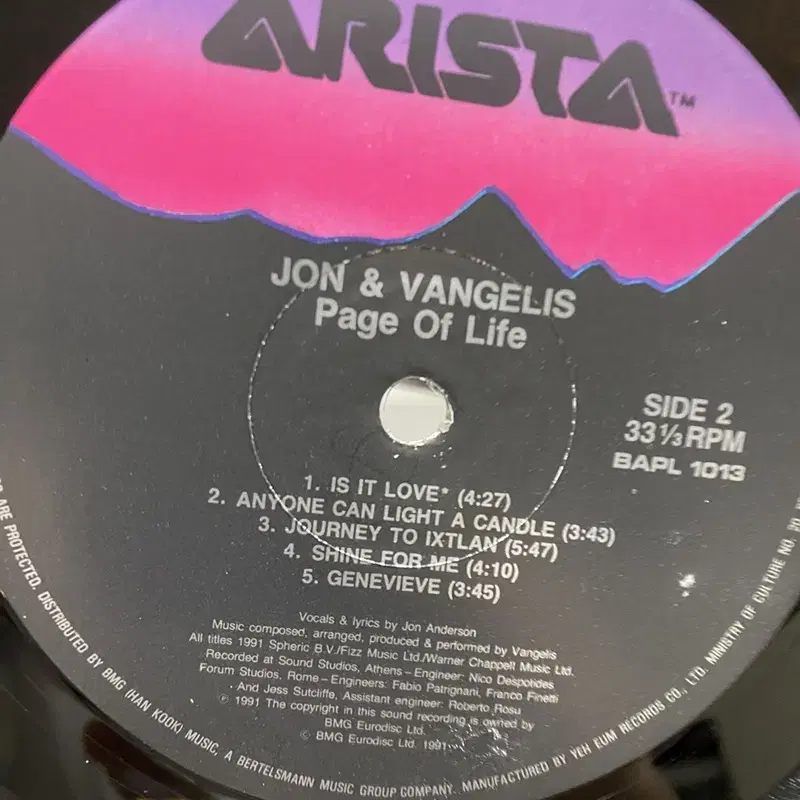 ARISTA™
JON & VANGELIS
Page Of Life
SIDE 2
33⅓ RPM
BAPL 1013
1. IS IT LOVE* (4:27)
2. ANYONE CAN LIGHT A CANDLE (3:43)
3. JOURNEY TO IXTLAN (5:47)
4. SHINE FOR ME (4:10)
5. GENEVIEVE (3:45)
Vocals & lyrics by Jon Anderson
Music composed, arranged, produced & performed by Vangelis
All titles 1991 Spheric B.V./Fizz Music Ltd./Warner Chappell Music Ltd.
Recorded at Sound Studios, Athens – Engineer: Nico Despotides
Forum Studios, Rome – Engineers: Fabio Patrignani, Franco Finetti
And Jess Sutcliffe, Assistant engineer: Roberto Rosu
℗ 1991 The copyright in this sound recording is owned by
BMG Eurodisc Ltd.
© BMG Eurodisc Ltd. 1991
ARE PROTECTED. DISTRIBUTED BY BMG (HAN KOOK) MUSIC, A BERTELSMANN MUSIC GROUP COMPANY. MANUFACTURED BY YEH EUM RECORDS CO., LTD. MINISTRY OF CULTURE NO. 30